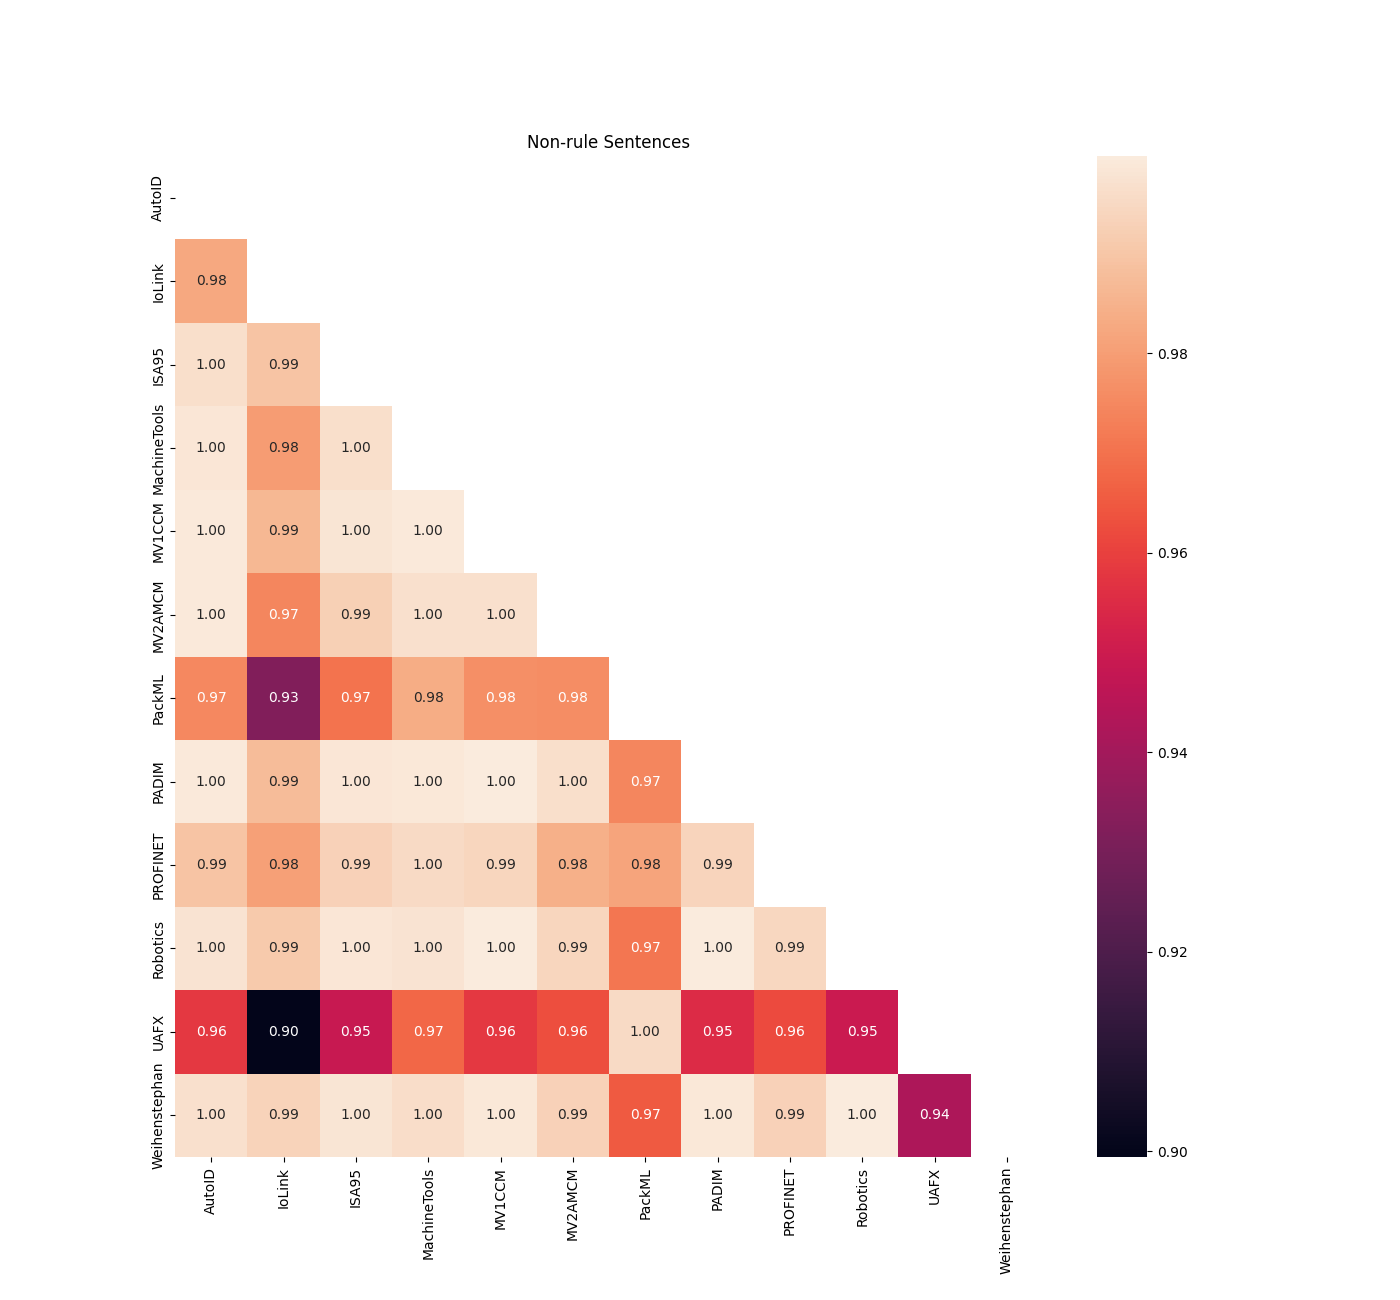 Non-rule Sentences
AutoID
IoLink 0.98
ISA95 1.00 0.99
MachineTools 1.00 0.98 1.00
MV1CCM 1.00 0.99 1.00 1.00
MV2AMCM 1.00 0.97 0.99 1.00 1.00
PackML 0.97 0.93 0.97 0.98 0.98 0.98
PADIM 1.00 0.99 1.00 1.00 1.00 1.00 0.97
PROFINET 0.99 0.98 0.99 1.00 0.99 0.98 0.98 0.99
Robotics 1.00 0.99 1.00 1.00 1.00 0.99 0.97 1.00 0.99
UAFX 0.96 0.90 0.95 0.97 0.96 0.96 1.00 0.95 0.96 0.95
Weihenstephan 1.00 0.99 1.00 1.00 1.00 0.99 0.97 1.00 0.99 1.00 0.94
AutoID IoLink ISA95 MachineTools MV1CCM MV2AMCM PackML PADIM PROFINET Robotics UAFX Weihenstephan
0.98
0.96
0.94
0.92
0.90